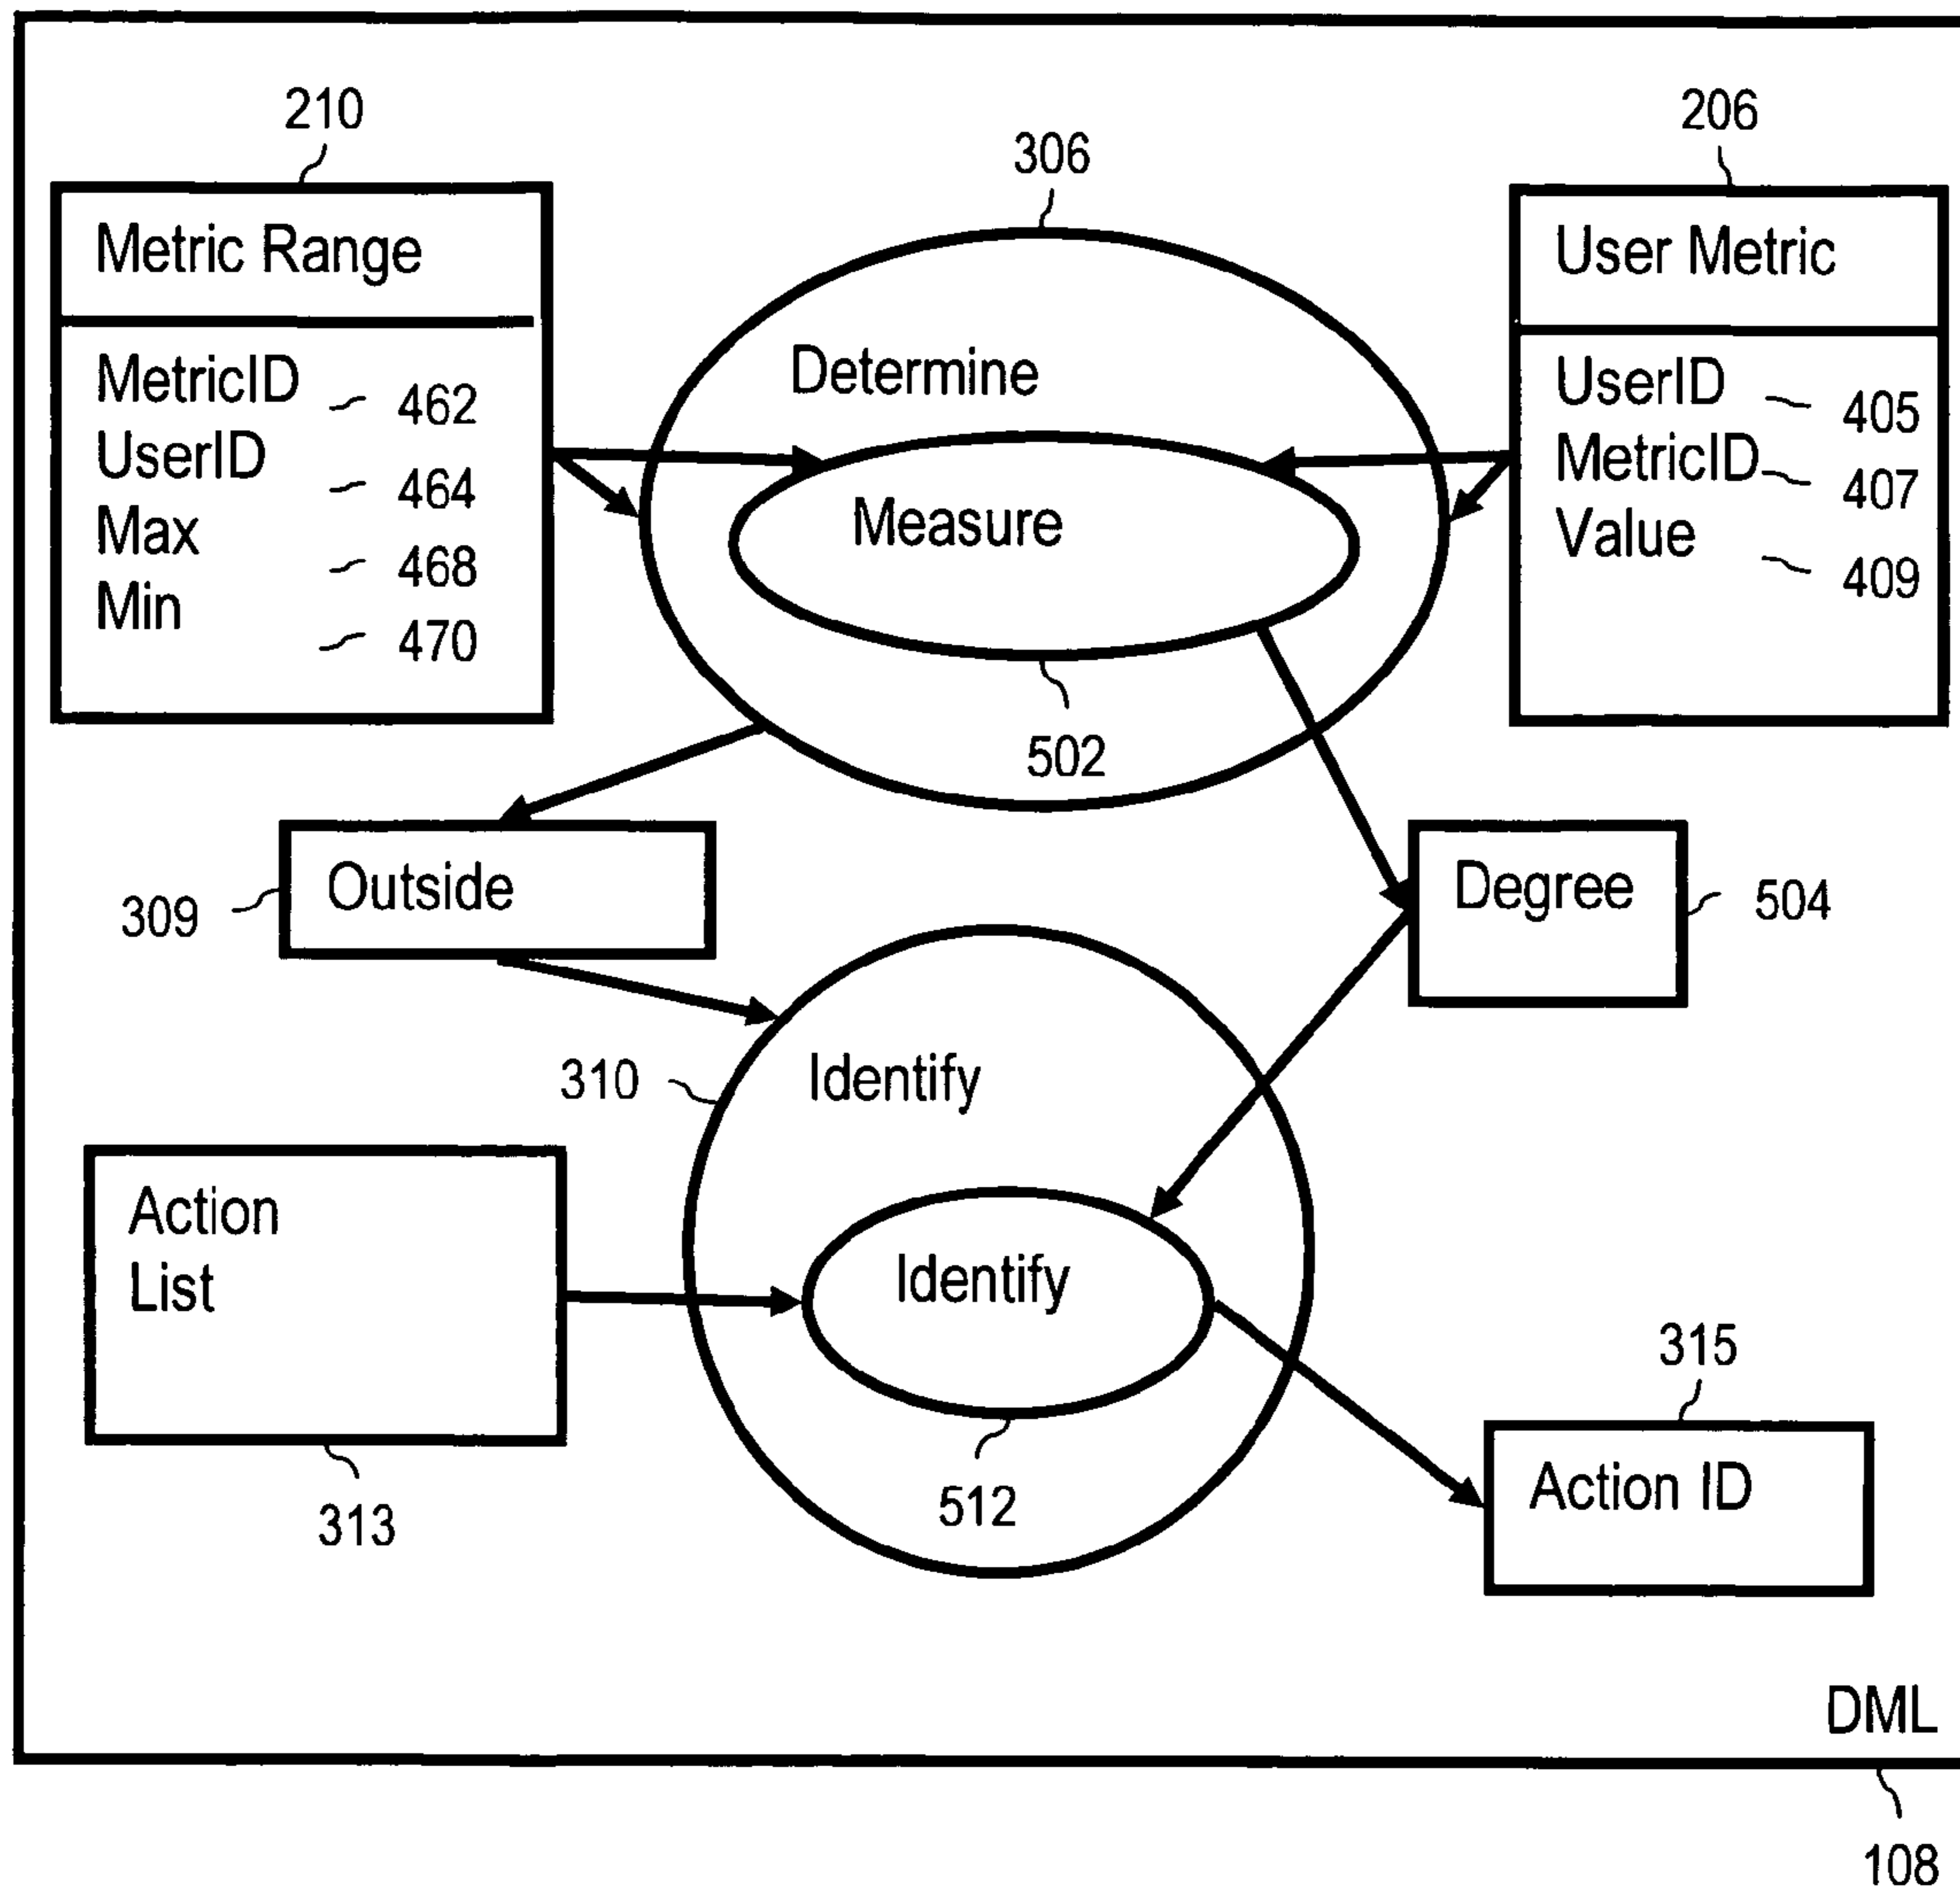 210
306
206
Metric Range
User Metric
Determine
MetricID
462
UserID
464
Max
468
Min
470
UserID
405
MetricID
407
Value
409
Measure
502
Outside
309
Degree
504
310
Identify
Action
List
313
Identify
512
315
Action ID
DML
108